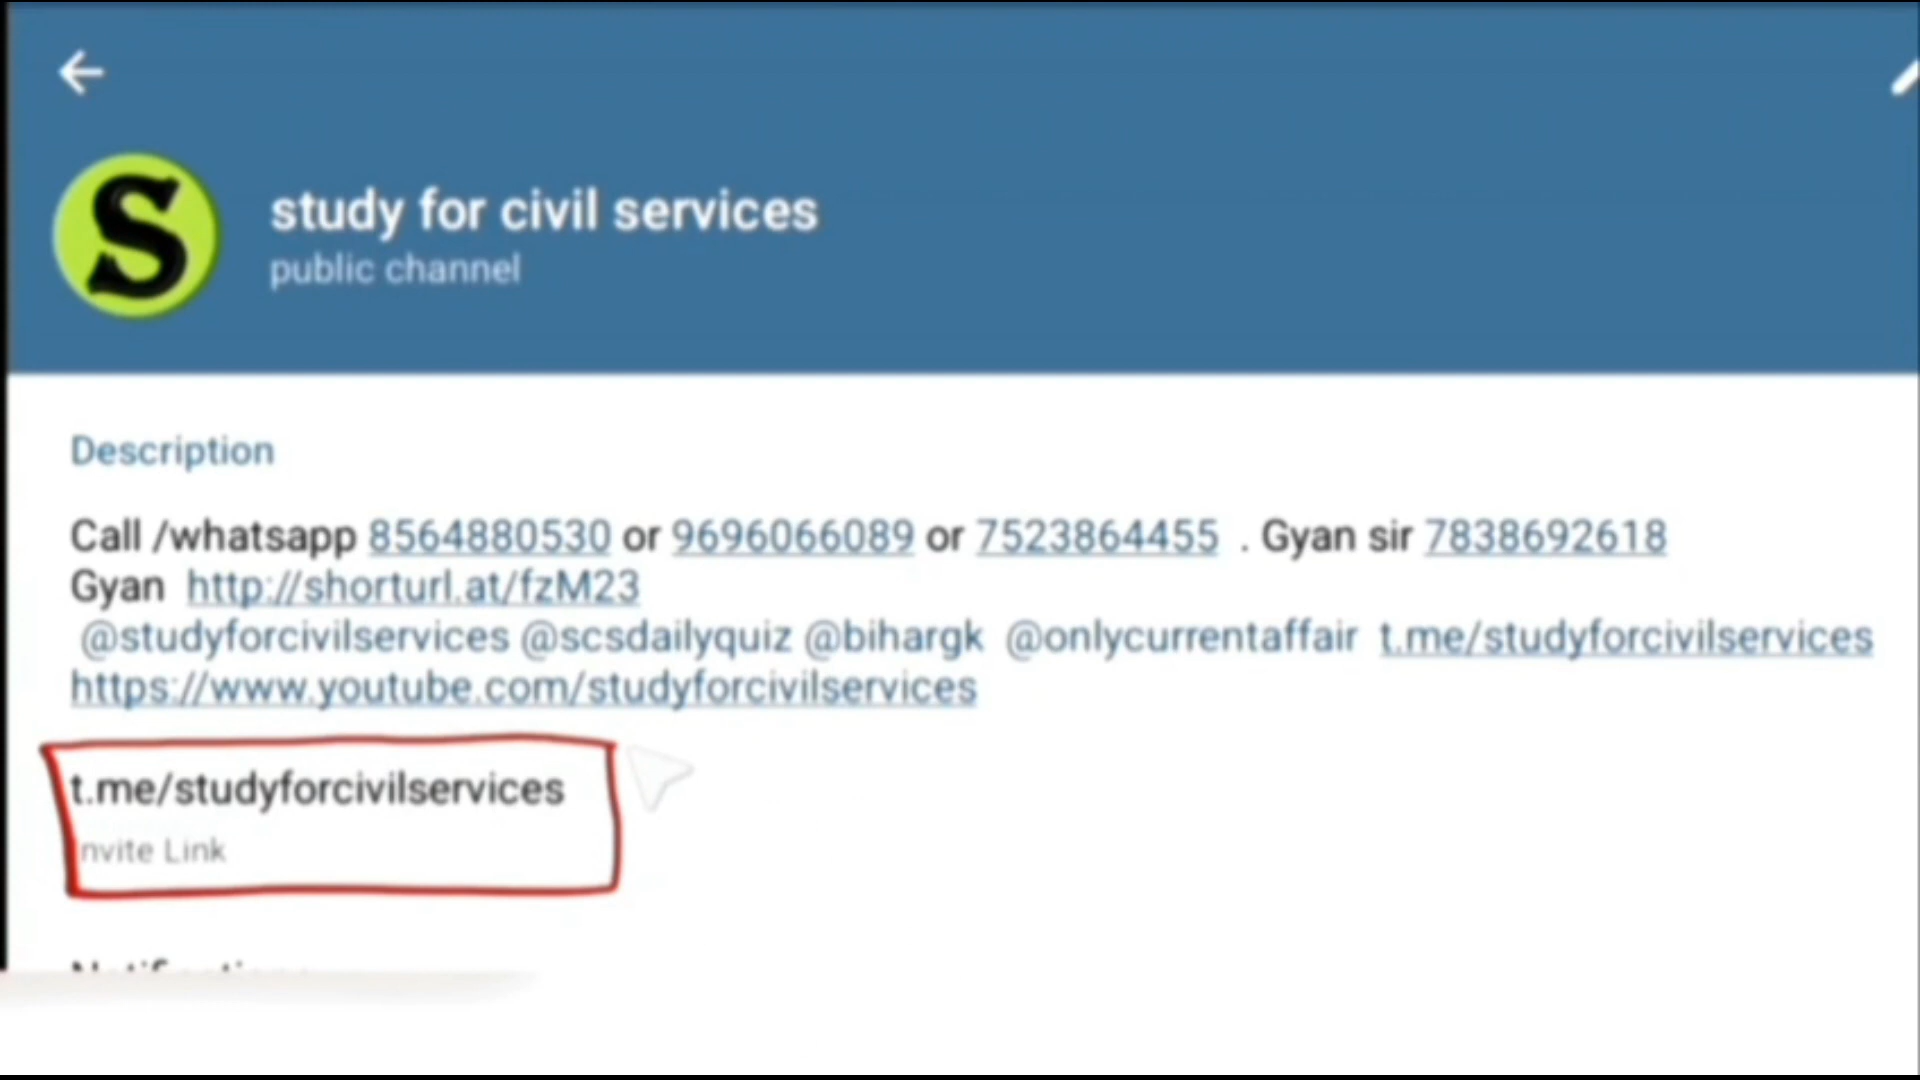 S
study for civil services
public channel
Description
Call /whatsapp 8564880530 or 9696066089 or 7523864455 . Gyan sir 7838692618
Gyan http://shorturl.at/fzM23
@studyforcivilservices @scsdailyquiz @bihargk @onlycurrentaffair t.me/studyforcivilservices
https://www.youtube.com/studyforcivilservices
t.me/studyforcivilservices
Invite Link